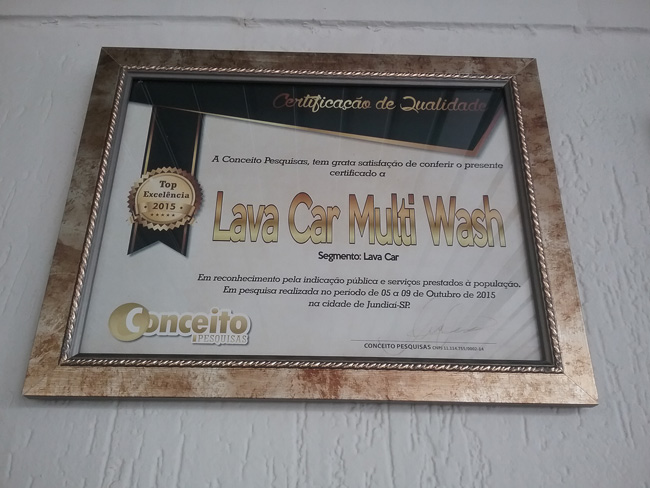 Certificação de Qualidade
A Conceito Pesquisas, tem grata satisfação de conferir o presente
certificado a
Top
Excelência
2015
Lava Car Multi Wash
Segmento: Lava Car
Em reconhecimento pela indicação pública e serviços prestados à população.
Em pesquisa realizada no periodo de 05 a 09 de Outubro de 2015
na cidade de Jundiaí-SP.
Conceito
PESQUISAS
CONCEITO PESQUISAS